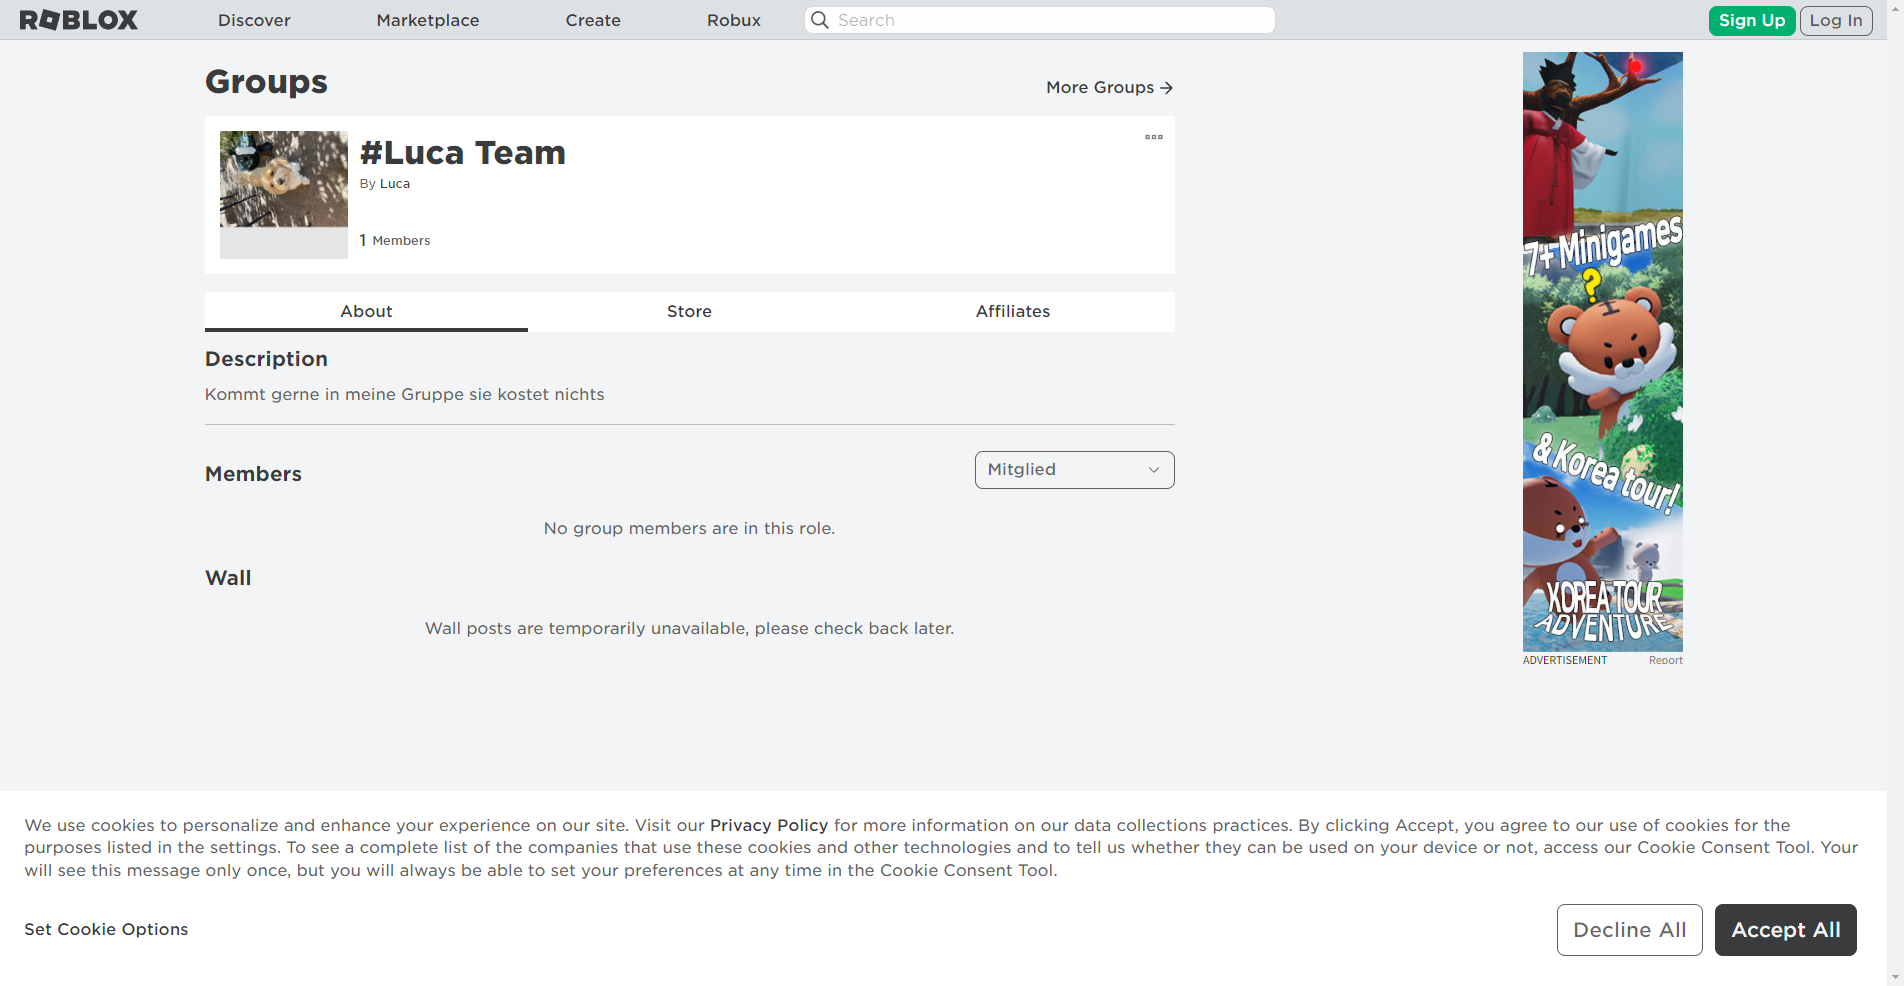 ROBLOX
Discover
Marketplace
Create
Robux
Search
Sign Up
Log In
Groups
More Groups
#Luca Team
By Luca
1 Members
About
Store
Affiliates
Description
Kommt gerne in meine Gruppe sie kostet nichts
Members
Mitglied
No group members are in this role.
Wall
Wall posts are temporarily unavailable, please check back later.
7+ Minigames
?
& Korea tour!
KOREA TOUR
ADVENTURE
ADVERTISEMENT
Report
We use cookies to personalize and enhance your experience on our site. Visit our Privacy Policy for more information on our data collections practices. By clicking Accept, you agree to our use of cookies for the
purposes listed in the settings. To see a complete list of the companies that use these cookies and other technologies and to tell us whether they can be used on your device or not, access our Cookie Consent Tool. Your
will see this message only once, but you will always be able to set your preferences at any time in the Cookie Consent Tool.
Set Cookie Options
Decline All
Accept All